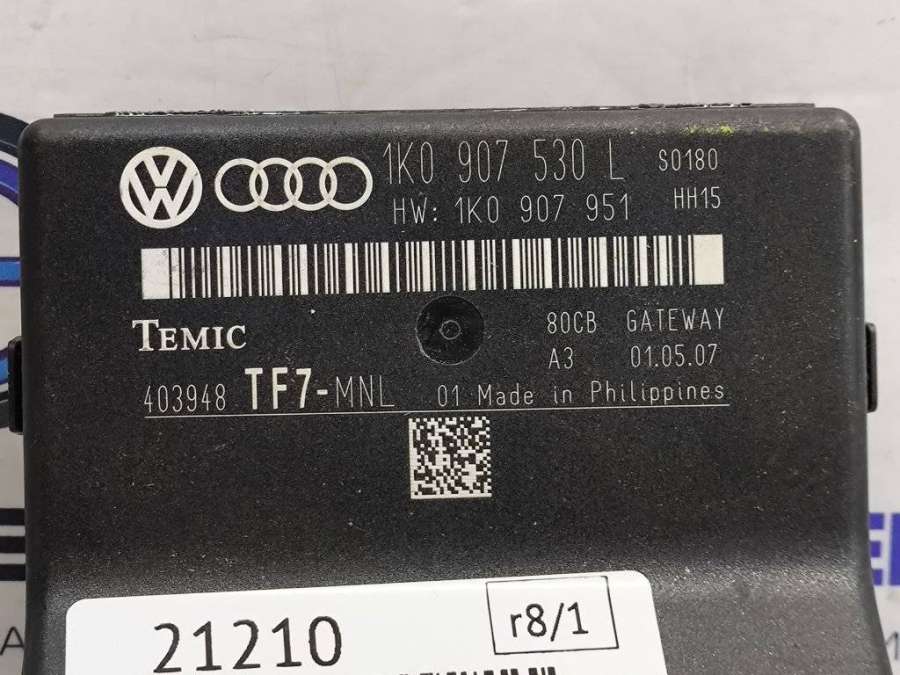 1K0 907 530 L S0180
HW: 1K0 907 951 HH15
TEMIC
80CB GATEWAY
A3 01.05.07
403948 TF7-MNL 01 Made in Philippines
21210
r8/1